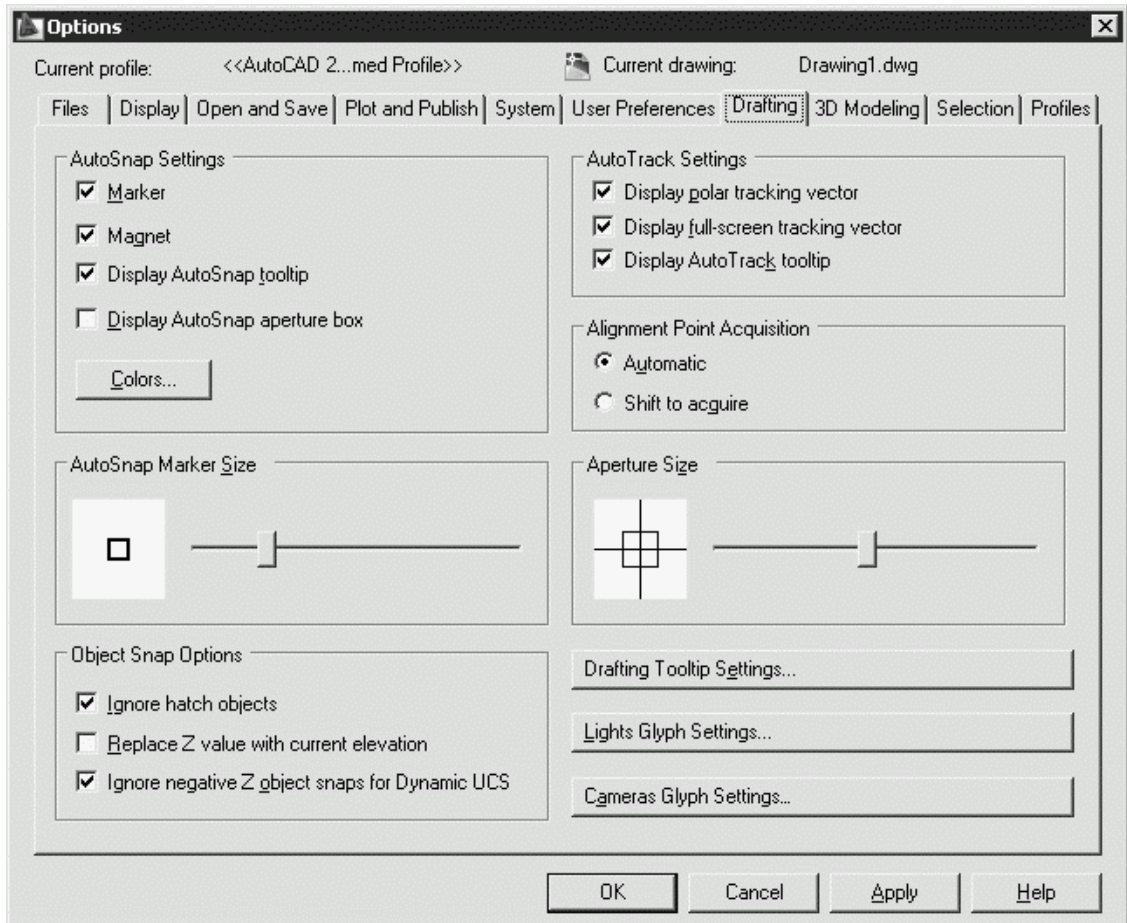 Options
Current profile: <<AutoCAD 2...med Profile>> Current drawing: Drawing1.dwg
Files Display Open and Save Plot and Publish System User Preferences Drafting 3D Modeling Selection Profiles
AutoSnap Settings
Marker
Magnet
Display AutoSnap tooltip
Display AutoSnap aperture box
Colors...
AutoTrack Settings
Display polar tracking vector
Display full-screen tracking vector
Display AutoTrack tooltip
Alignment Point Acquisition
Automatic
Shift to acquire
AutoSnap Marker Size
Aperture Size
Object Snap Options
Ignore hatch objects
Replace Z value with current elevation
Ignore negative Z object snaps for Dynamic UCS
Drafting Tooltip Settings...
Lights Glyph Settings...
Cameras Glyph Settings...
OK Cancel Apply Help